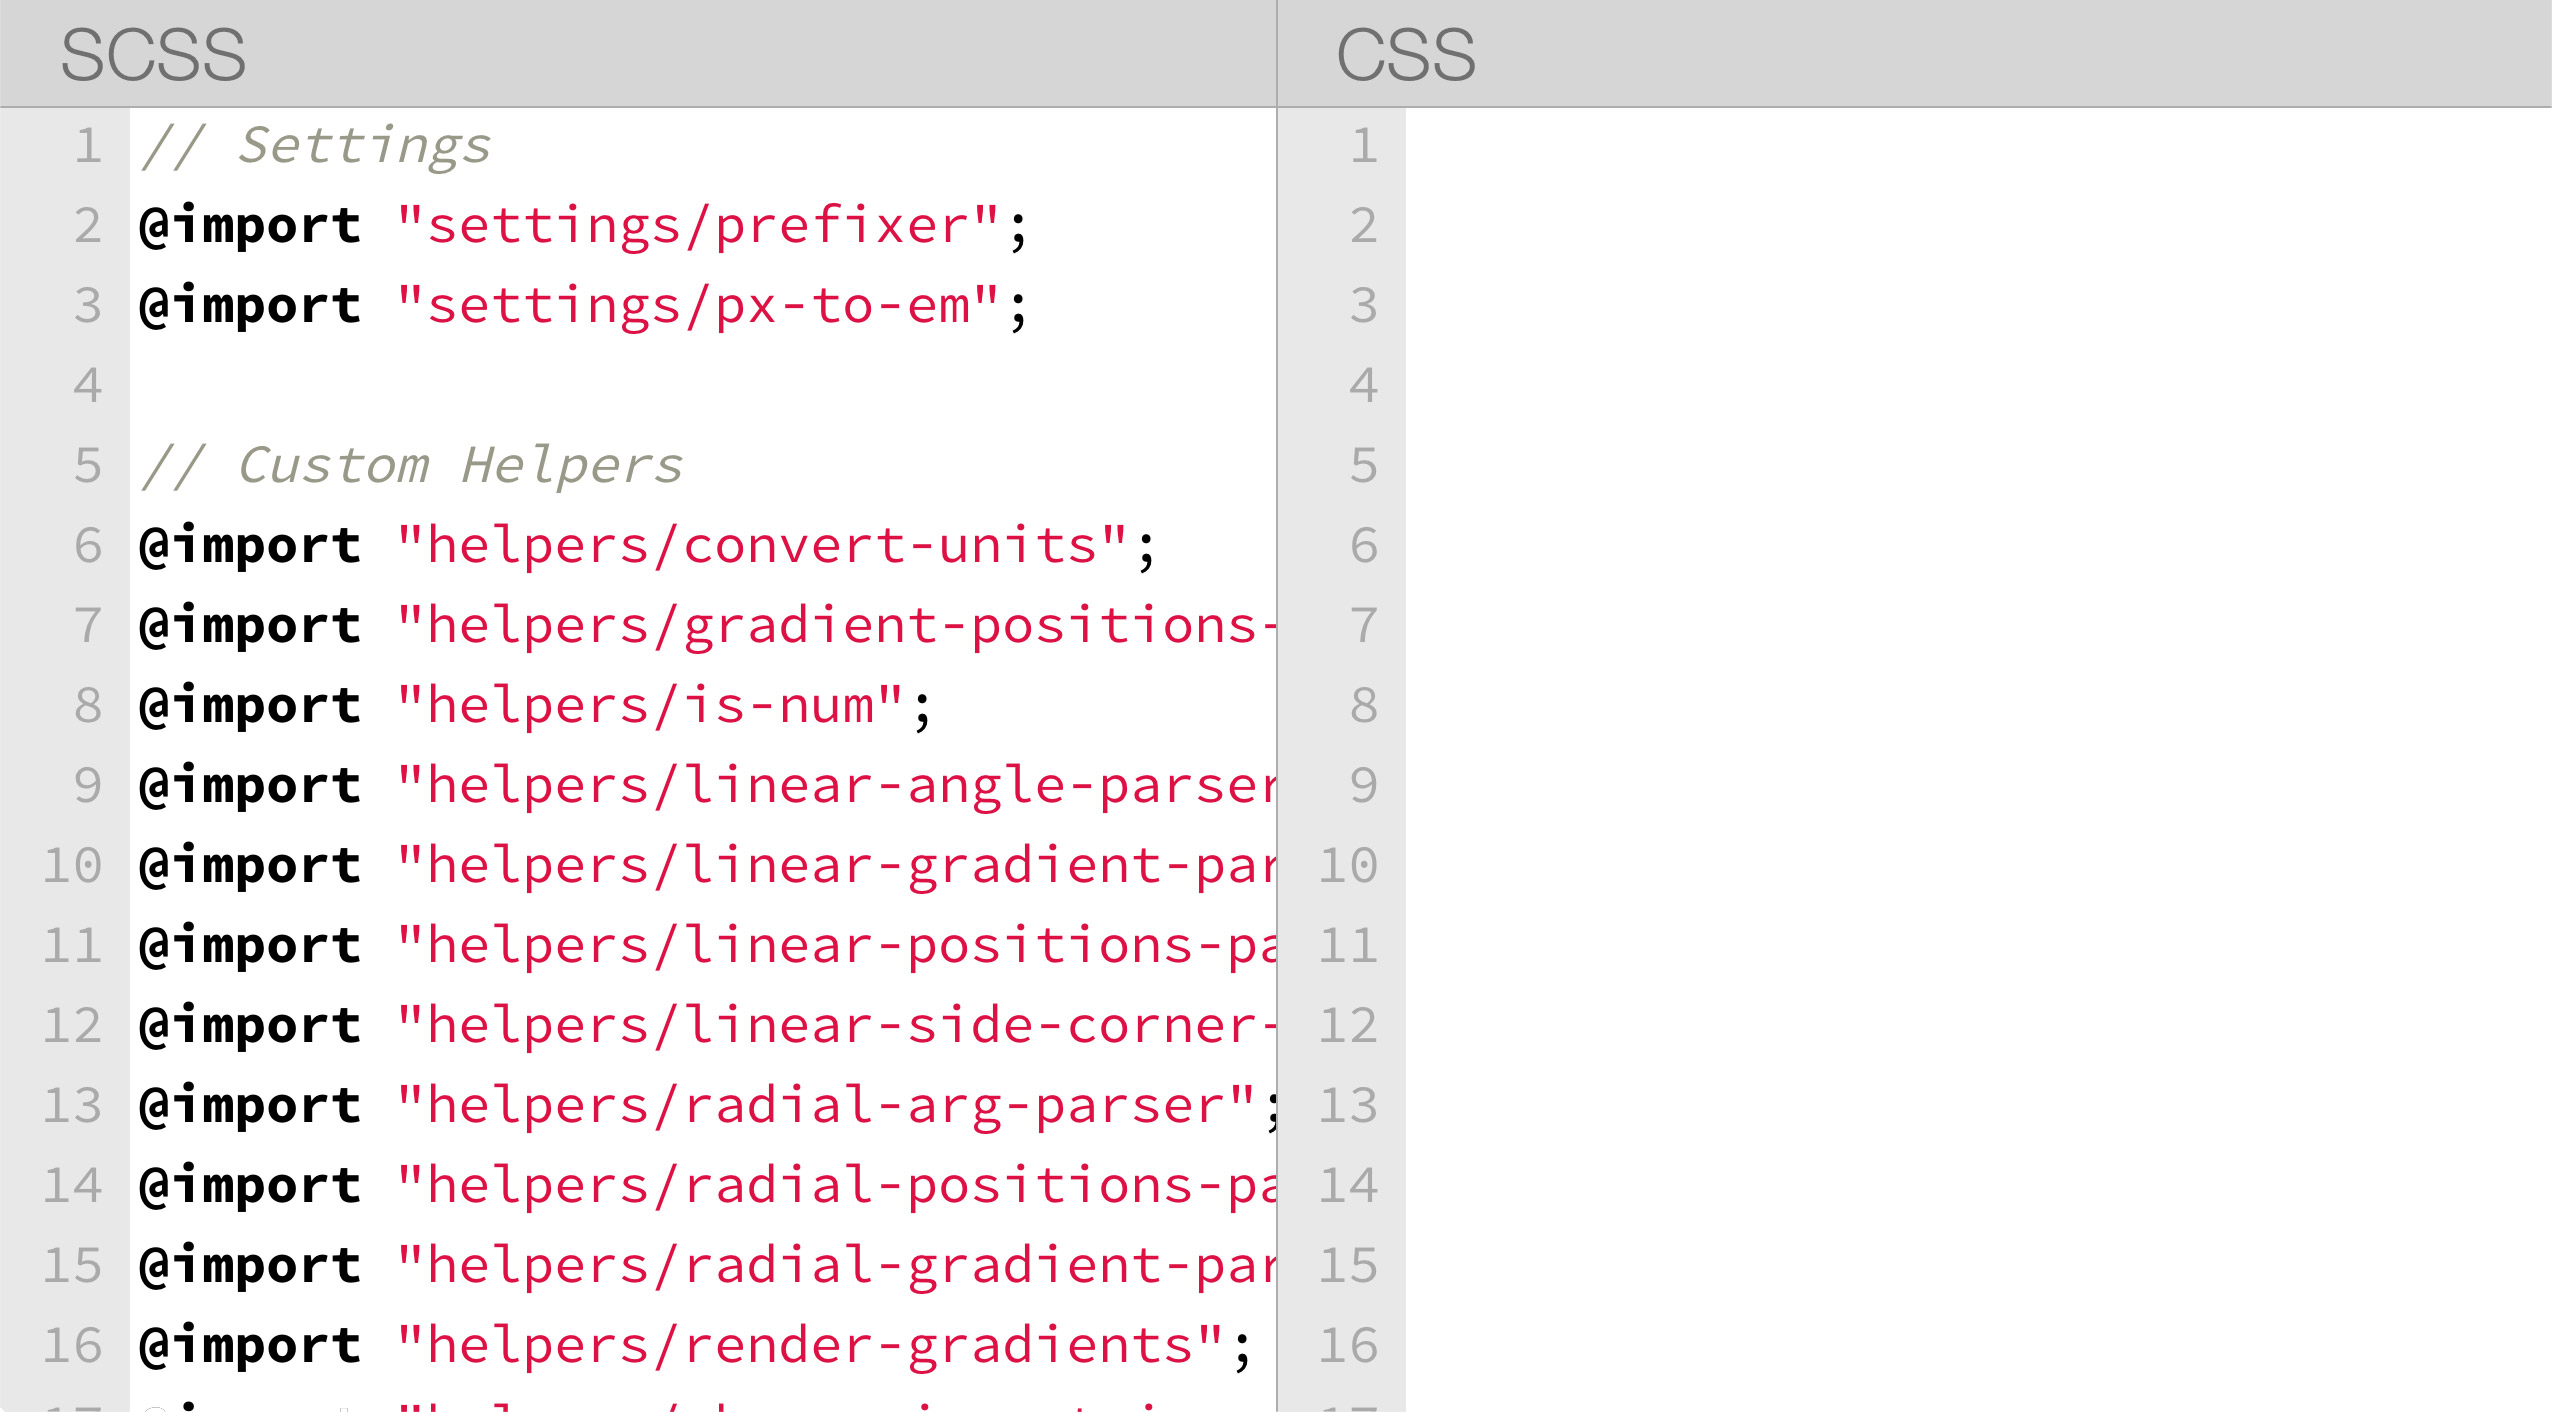 SCSS
CSS
1 // Settings
2 @import "settings/prefixer";
3 @import "settings/px-to-em";
4
5 // Custom Helpers
6 @import "helpers/convert-units";
7 @import "helpers/gradient-positions-
8 @import "helpers/is-num";
9 @import "helpers/linear-angle-parser
10 @import "helpers/linear-gradient-par
11 @import "helpers/linear-positions-pa
12 @import "helpers/linear-side-corner-
13 @import "helpers/radial-arg-parser";
14 @import "helpers/radial-positions-pa
15 @import "helpers/radial-gradient-par
16 @import "helpers/render-gradients";
1
2
3
4
5
6
7
8
9
10
11
12
13
14
15
16